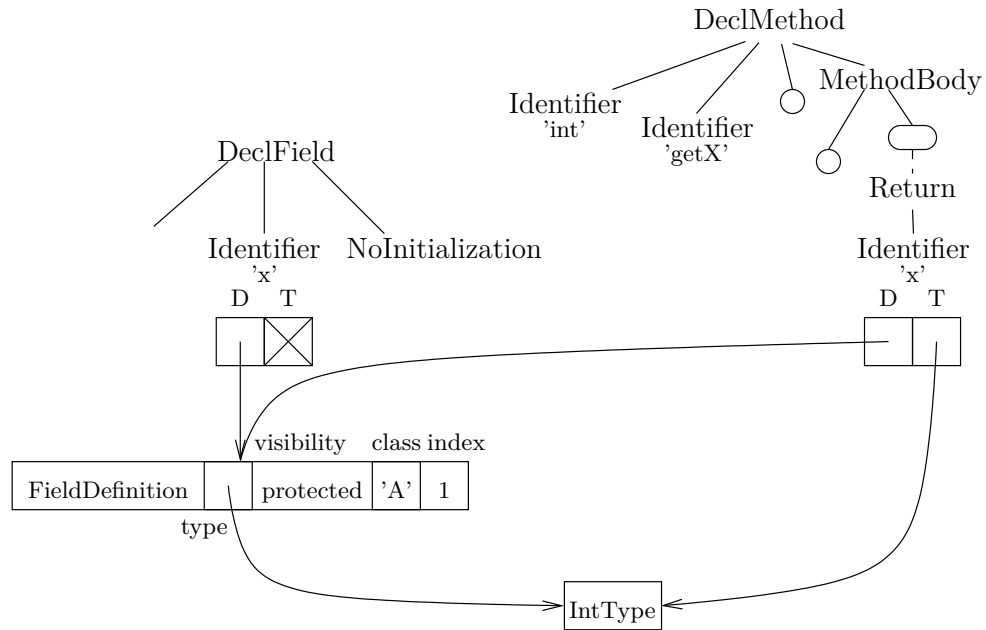 DeclMethod
MethodBody
Identifier
'int'
Identifier
'getX'
DeclField
Return
Identifier
'x'
NoInitialization
Identifier
'x'
D T
D T
visibility class index
FieldDefinition protected 'A' 1
type
IntType